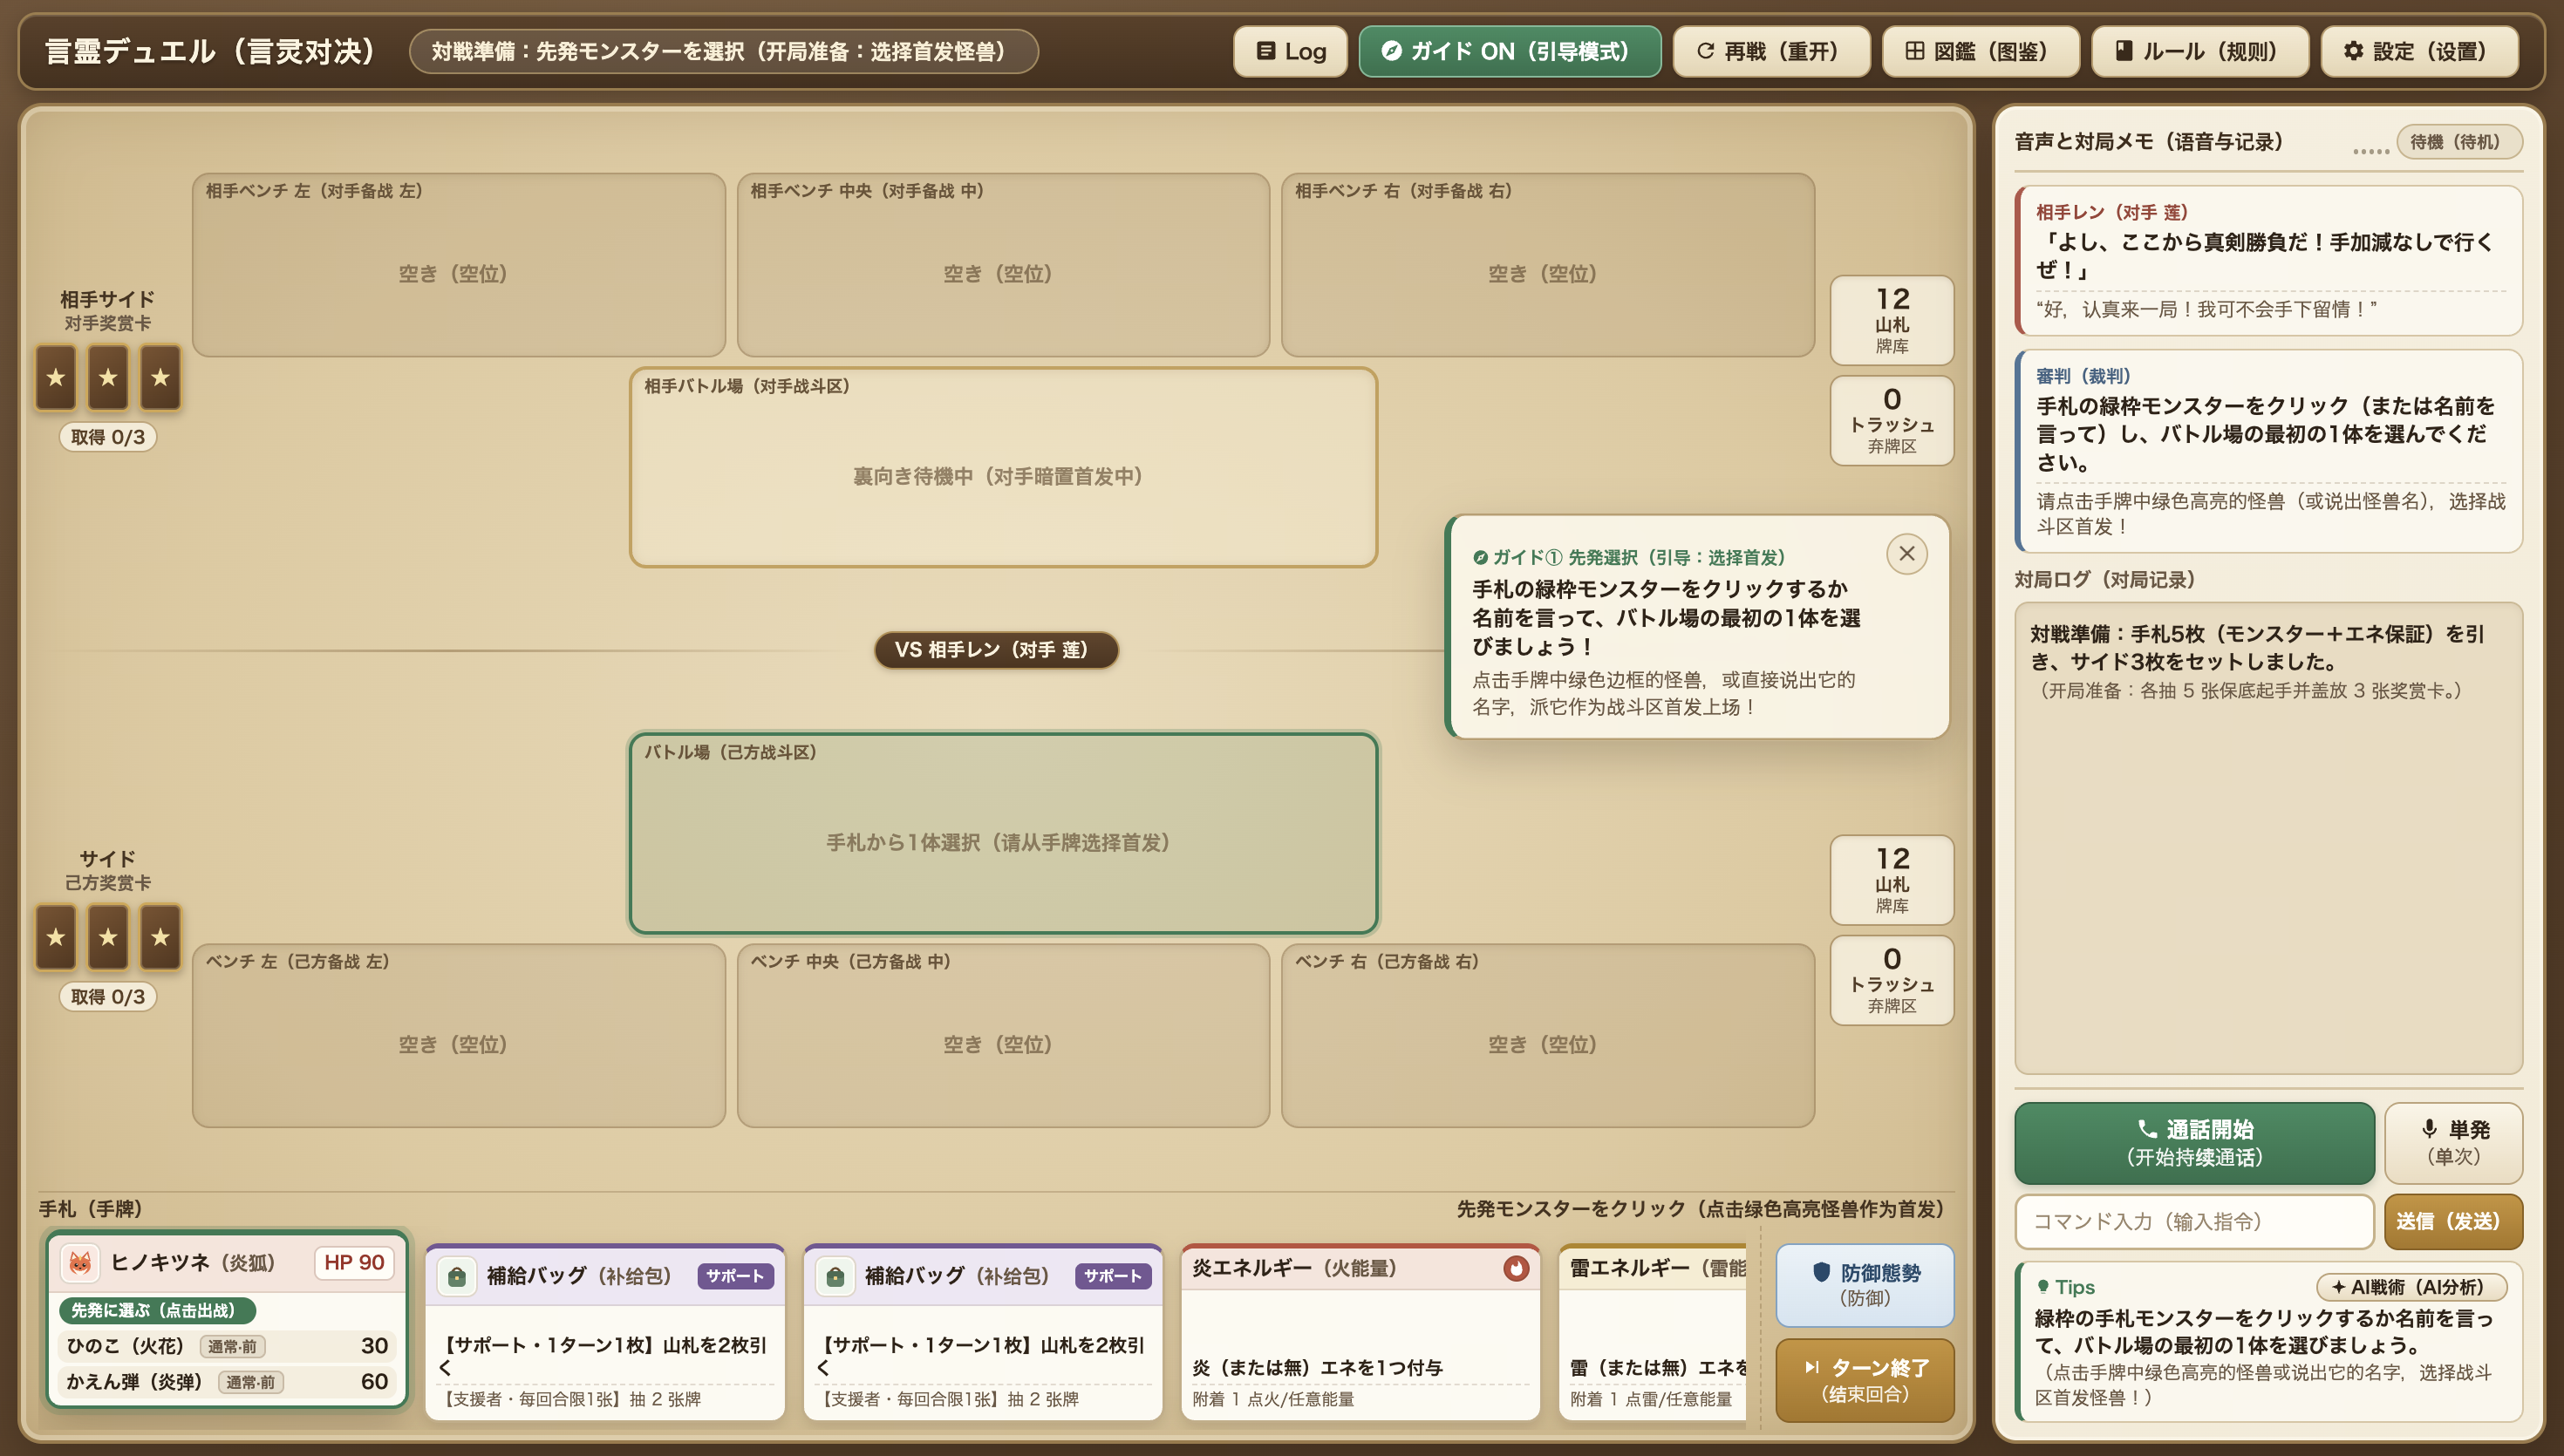 言霊デュエル（言灵对决）
対戦準備：先発モンスターを選択（开局准备：选择首发怪兽）
Log
ガイド ON（引导模式）
再戦（重开）
図鑑（图鉴）
ルール（规则）
設定（设置）
相手サイド
对手奖赏卡
取得 0/3
相手ベンチ 左（对手备战 左）
空き（空位）
相手ベンチ 中央（对手备战 中）
空き（空位）
相手ベンチ 右（对手备战 右）
空き（空位）
12
山札
牌库
0
トラッシュ
弃牌区
相手バトル場（对手战斗区）
裏向き待機中（对手暗置首发中）
VS 相手レン（对手 莲）
ガイド① 先発選択（引导：选择首发）
手札の緑枠モンスターをクリックするか
名前を言って、バトル場の最初の1体を選
びましょう！
点击手牌中绿色边框的怪兽，或直接说出它的
名字，派它作为战斗区首发上场！
バトル場（己方战斗区）
手札から1体選択（请从手牌选择首发）
サイド
己方奖赏卡
取得 0/3
ベンチ 左（己方备战 左）
空き（空位）
ベンチ 中央（己方备战 中）
空き（空位）
ベンチ 右（己方备战 右）
空き（空位）
12
山札
牌库
0
トラッシュ
弃牌区
手札（手牌）
先発モンスターをクリック（点击绿色高亮怪兽作为首发）
ヒノキツネ（炎狐）
HP 90
先発に選ぶ（点击出战）
ひのこ（火花） 通常·前 30
かえん弾（炎弹） 通常·前 60
補給バッグ（补给包）
サポート
【サポート・1ターン1枚】山札を2枚引
く
【支援者・每回合限1张】抽 2 张牌
補給バッグ（补给包）
サポート
【サポート・1ターン1枚】山札を2枚引
く
【支援者・每回合限1张】抽 2 张牌
炎エネルギー（火能量）
炎（または無）エネを1つ付与
附着 1 点火/任意能量
雷エネルギー（雷能
雷（または無）エネを
附着 1 点雷/任意能量
防御態勢
（防御）
ターン終了
（结束回合）
音声と対局メモ（语音与记录）
待機（待机）
相手レン（对手 莲）
「よし、ここから真剣勝負だ！手加減なしで行く
ぜ！」
“好，认真来一局！我可不会手下留情！”
審判（裁判）
手札の緑枠モンスターをクリック（または名前を
言って）し、バトル場の最初の1体を選んでくだ
さい。
请点击手牌中绿色高亮的怪兽（或说出怪兽名），选择战
斗区首发！
対局ログ（对局记录）
対戦準備：手札5枚（モンスター＋エネ保証）を引
き、サイド3枚をセットしました。
（开局准备：各抽 5 张保底起手并盖放 3 张奖赏卡。）
通話開始
（开始持续通话）
単発
（单次）
コマンド入力（输入指令）
送信（发送）
Tips
AI戦術（AI分析）
緑枠の手札モンスターをクリックするか名前を言っ
て、バトル場の最初の1体を選びましょう。
（点击手牌中绿色高亮的怪兽或说出它的名字，选择战斗
区首发怪兽！）